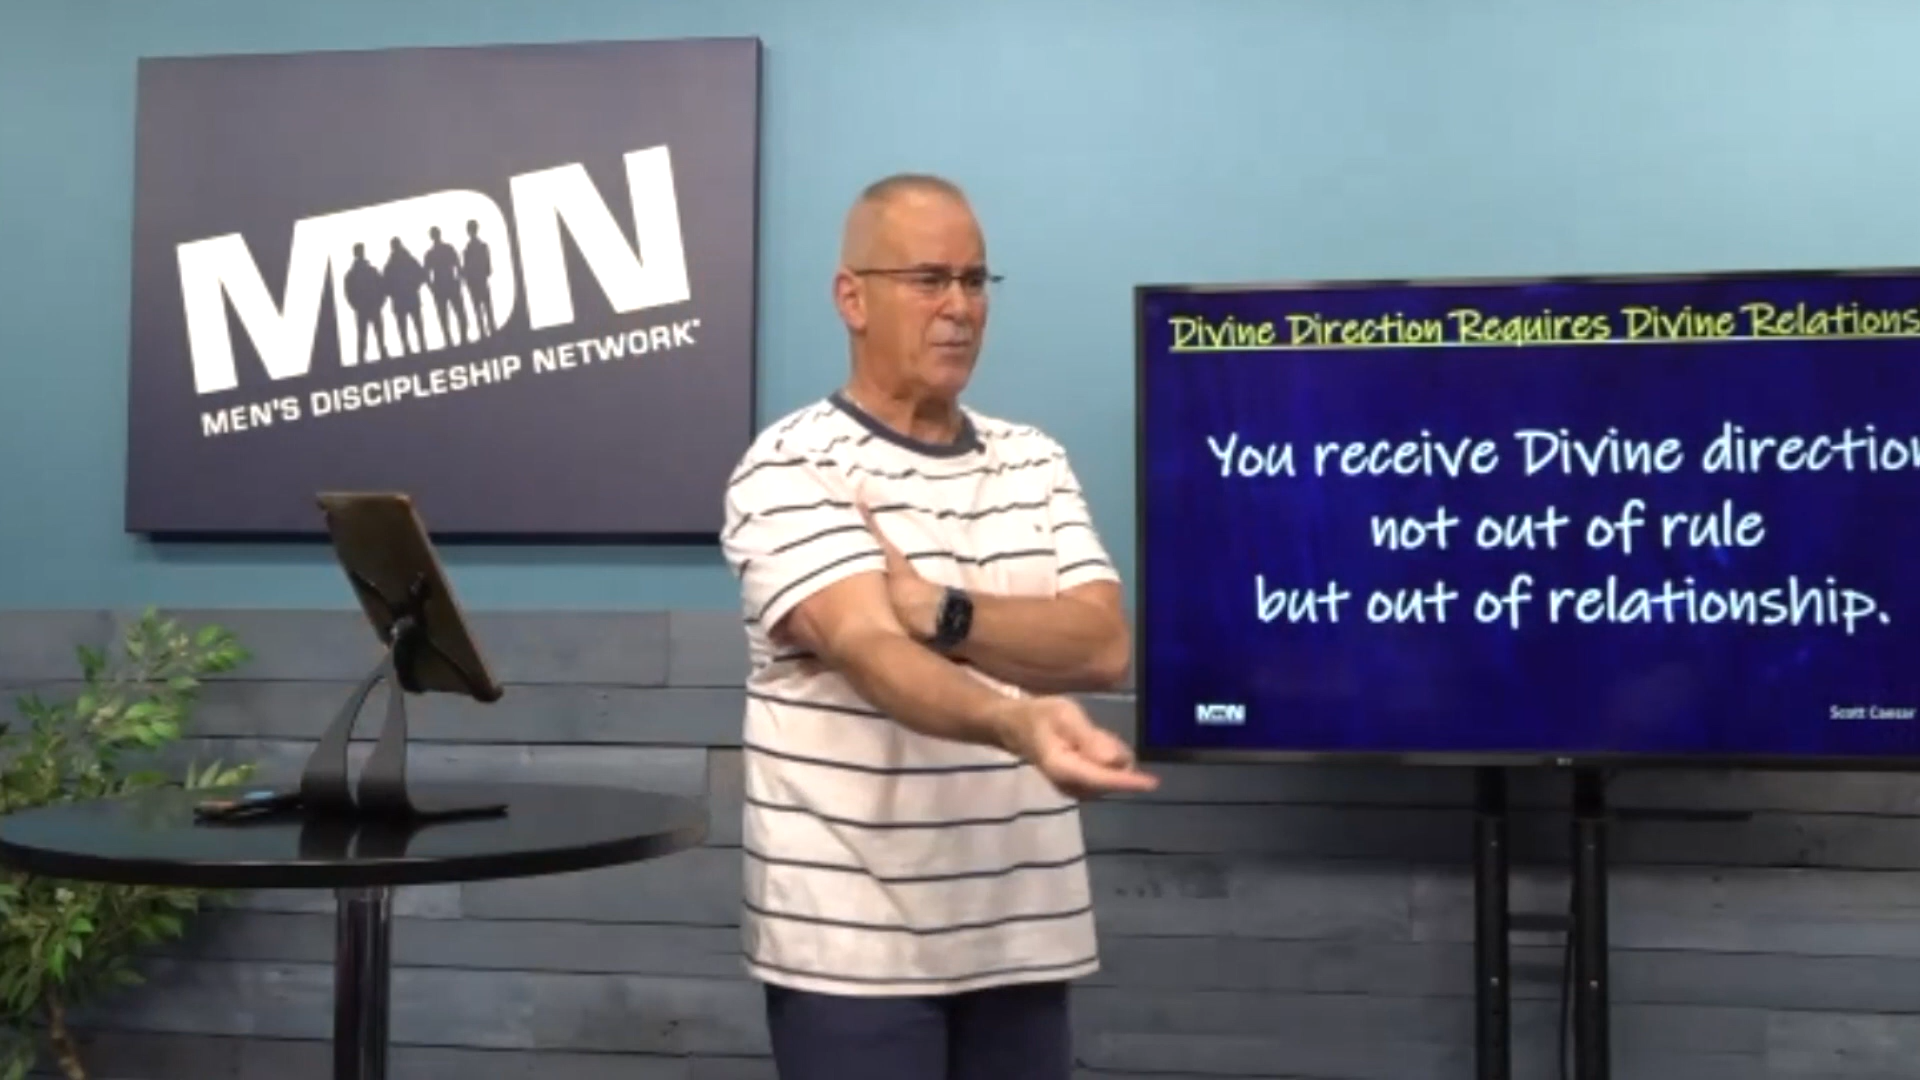 MDN
MEN'S DISCIPLESHIP NETWORK
Divine Direction Requires Divine Relations
You receive Divine direction
not out of rule
but out of relationship.
MDN
Scott Caesar